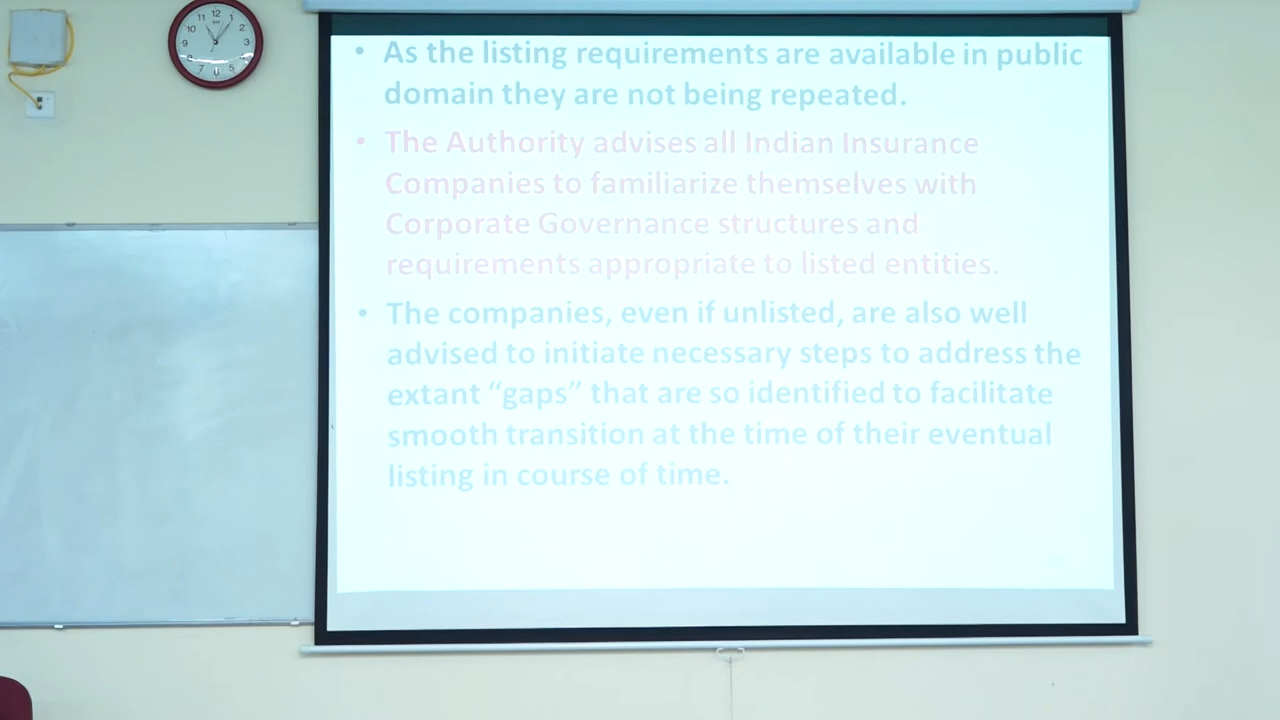 • As the listing requirements are available in public
domain they are not being repeated.
• The Authority advises all Indian Insurance
Companies to familiarize themselves with
Corporate Governance structures and
requirements appropriate to listed entities.
• The companies, even if unlisted, are also well
advised to initiate necessary steps to address the
extant “gaps” that are so identified to facilitate
smooth transition at the time of their eventual
listing in course of time.